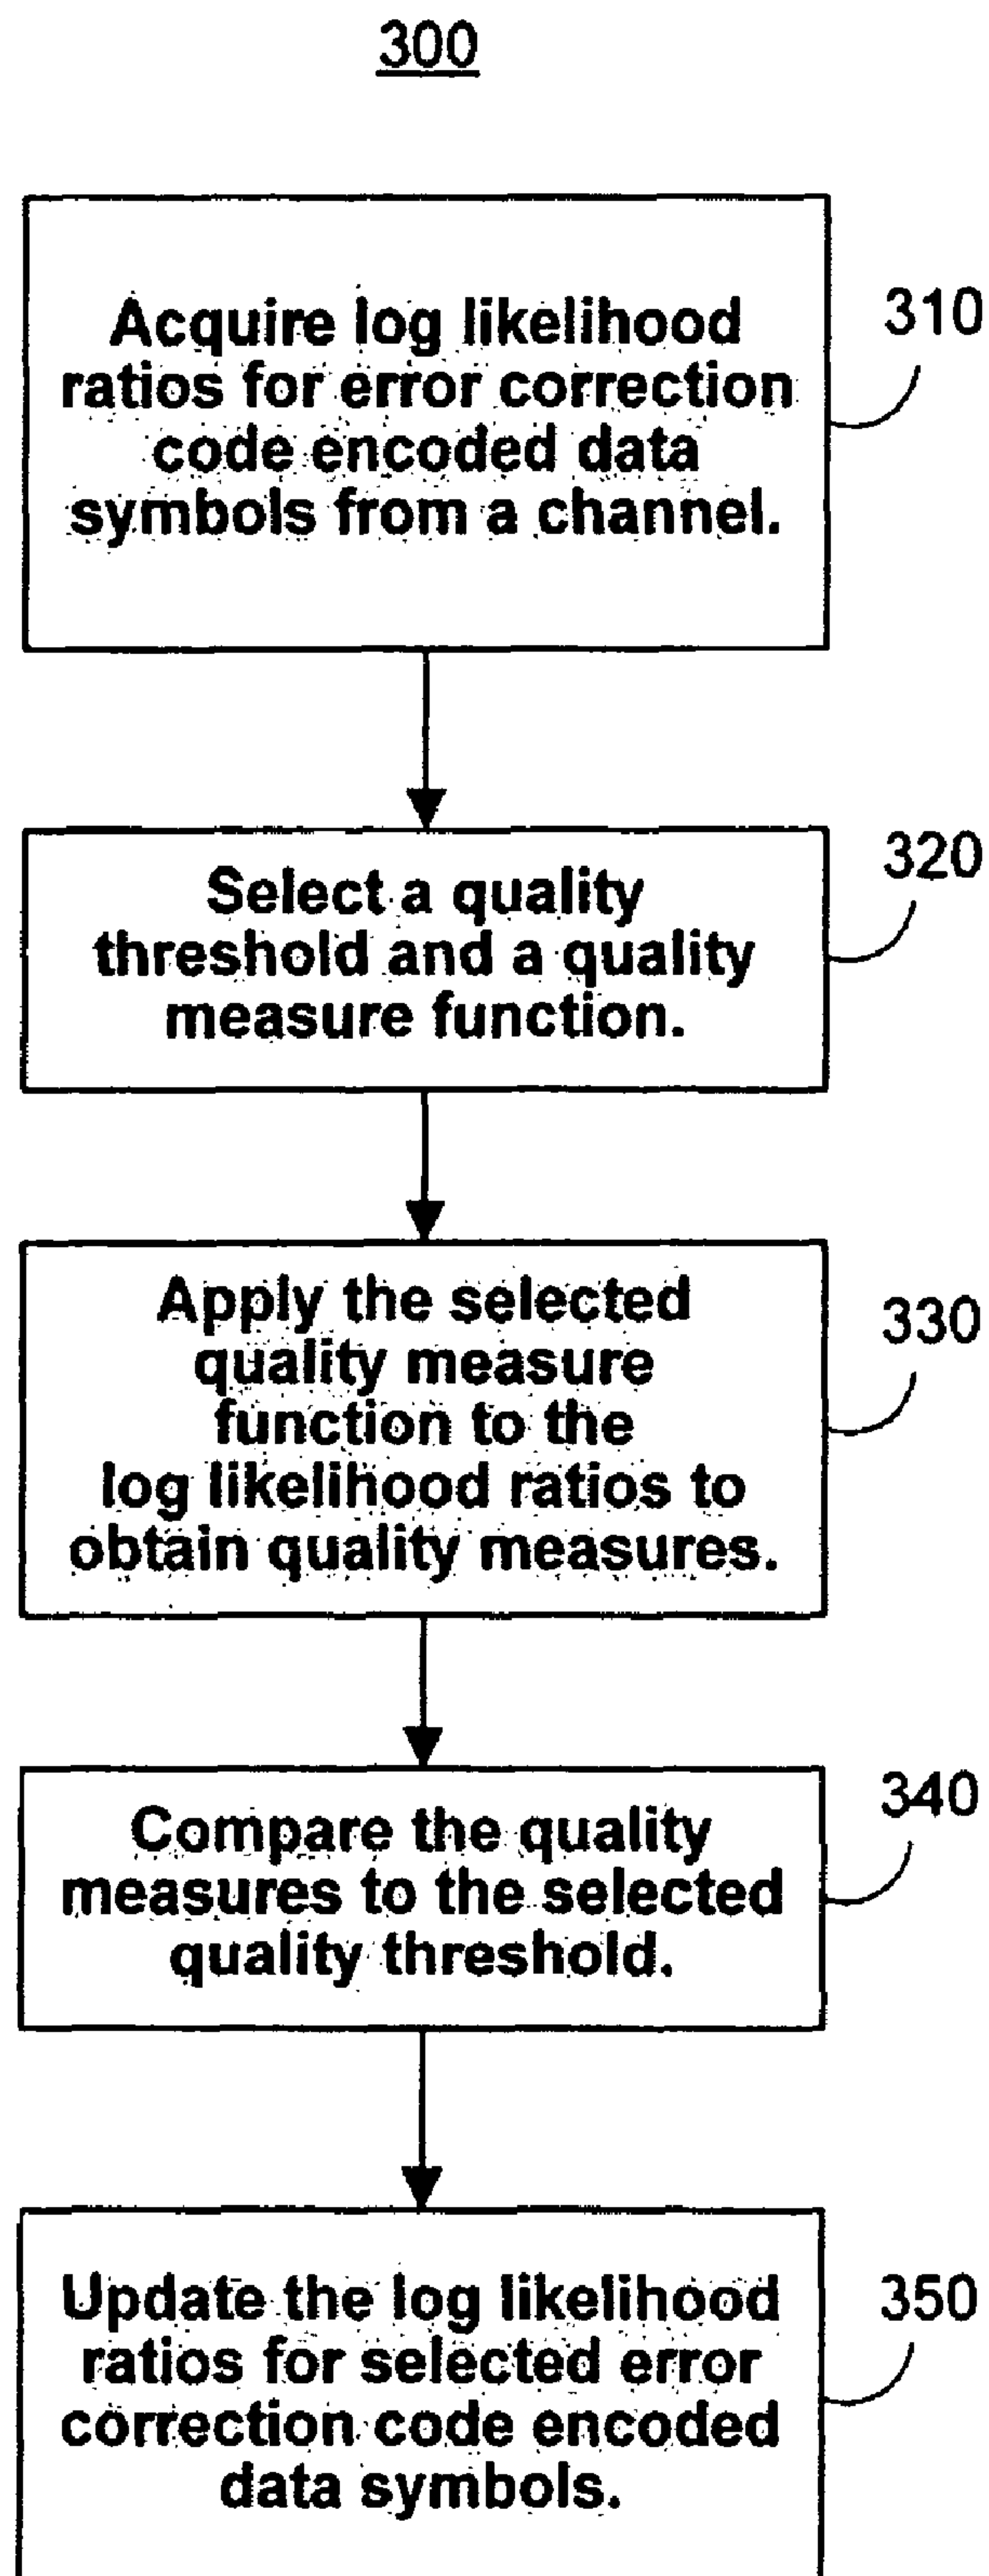 300
Acquire log likelihood
ratios for error correction
code encoded data
symbols from a channel.
310
Select a quality
threshold and a quality
measure function.
320
Apply the selected
quality measure
function to the
log likelihood ratios to
obtain quality measures.
330
Compare the quality
measures to the selected
quality threshold.
340
Update the log likelihood
ratios for selected error
correction code encoded
data symbols.
350